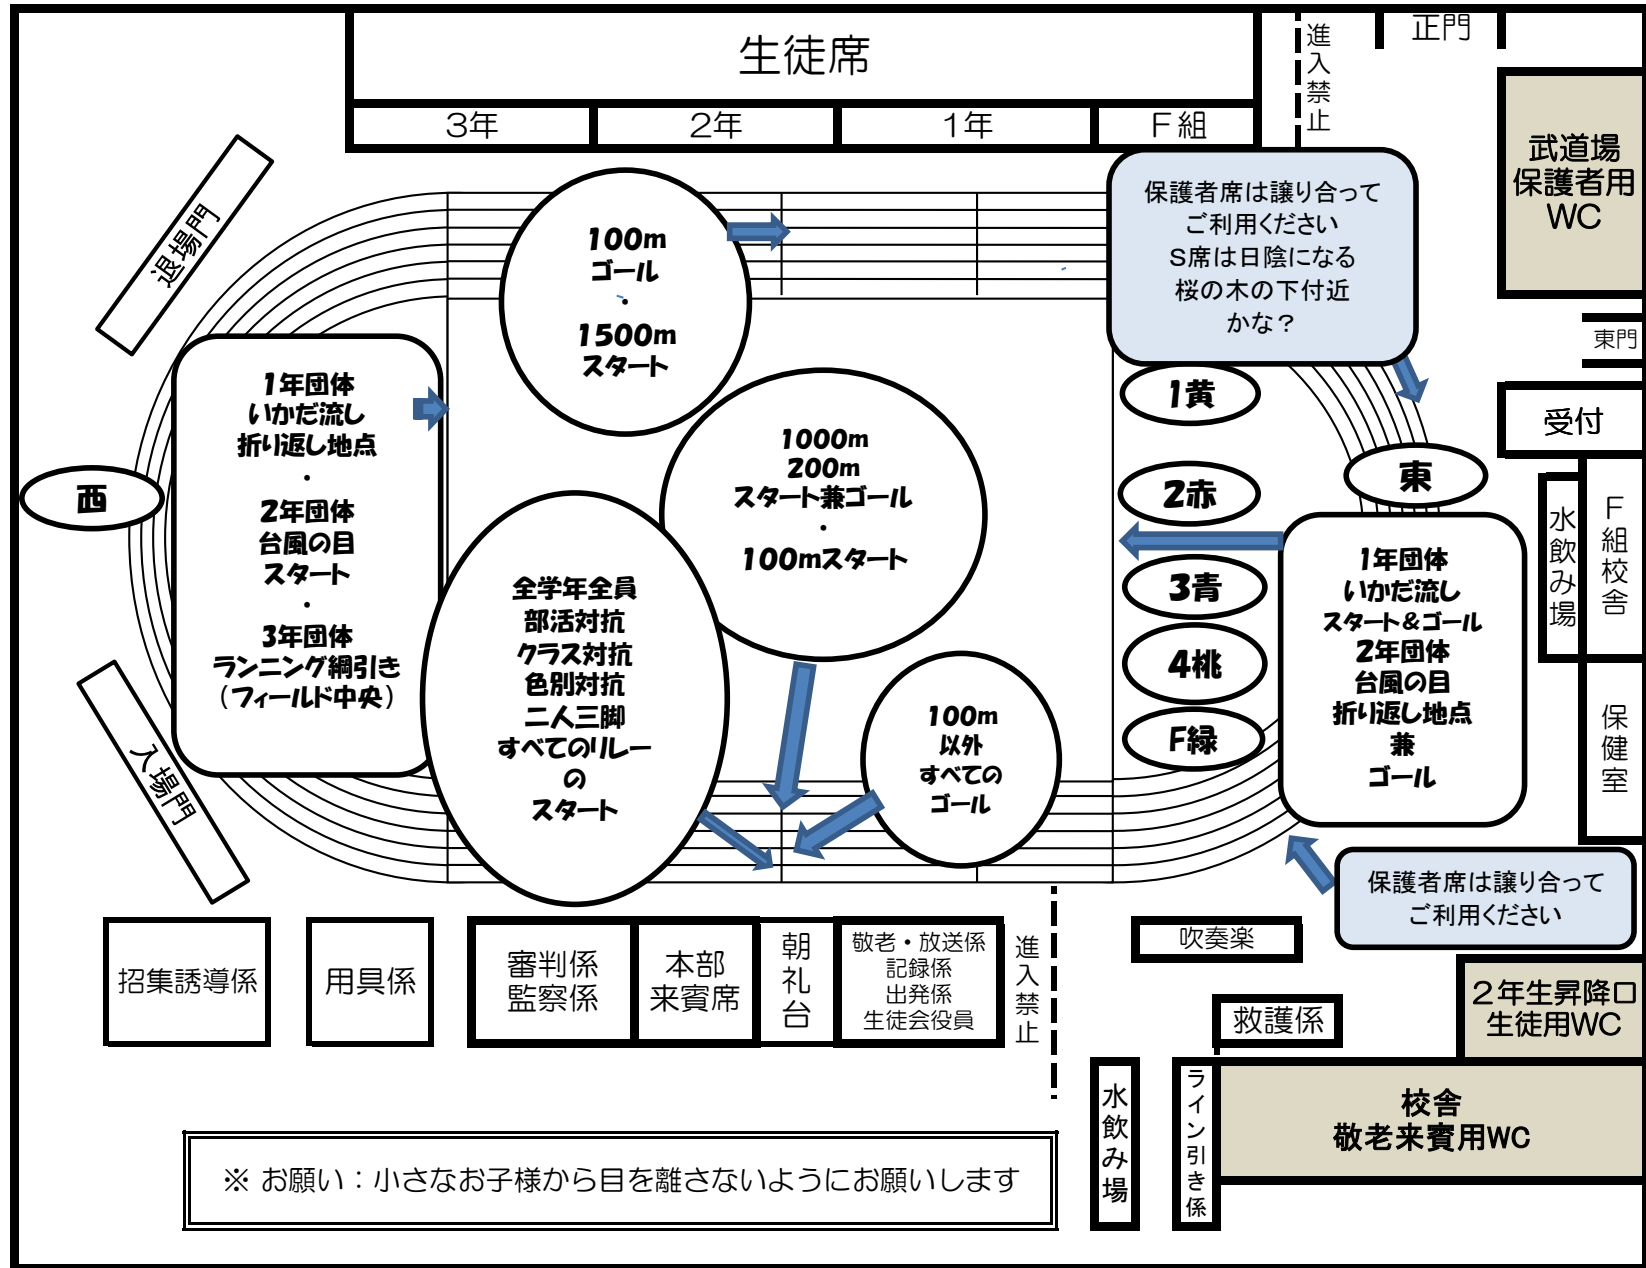 生徒席
進入禁止
正門
3年
2年
1年
F組
武道場
保護者用
WC
退場門
100m
ゴール
・
1500m
スタート
保護者席は譲り合って
ご利用ください
S席は日陰になる
桜の木の下付近
かな？
東門
受付
1年団体
いかだ流し
折り返し地点
・
2年団体
台風の目
スタート
・
3年団体
ランニング綱引き
（フィールド中央）
西
1000m
200m
スタート兼ゴール
・
100mスタート
1黄
2赤
3青
4桃
F緑
東
水飲み場
F組校舎
1年団体
いかだ流し
スタート＆ゴール
2年団体
台風の目
折り返し地点
兼
ゴール
全学年全員
部活対抗
クラス対抗
色別対抗
二人三脚
すべてのリレー
の
スタート
100m
以外
すべての
ゴール
保健室
入場門
保護者席は譲り合って
ご利用ください
招集誘導係
用具係
審判係
監察係
本部
来賓席
朝礼台
敬老・放送係
記録係
出発係
生徒会役員
進入禁止
吹奏楽
救護係
２年生昇降口
生徒用WC
水飲み場
ライン引き係
校舎
敬老来賓用WC
※ お願い：小さなお子様から目を離さないようにお願いします